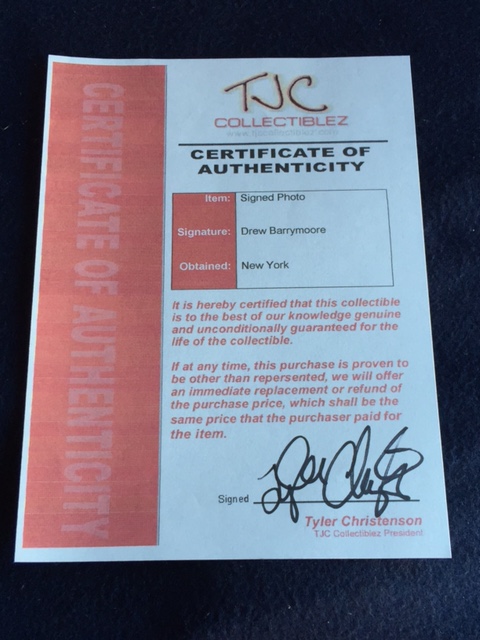 CERTIFICATE OF AUTHENTICITY
TJC
COLLECTIBLEZ
www.tjccollectiblez.com
CERTIFICATE OF
AUTHENTICITY
Item: Signed Photo
Signature: Drew Barrymoore
Obtained: New York
It is hereby certified that this collectible
is to the best of our knowledge genuine
and unconditionally guaranteed for the
life of the collectible.
If at any time, this purchase is proven to
be other than repersented, we will offer
an immediate replacement or refund of
the purchase price, which shall be the
same price that the purchaser paid for
the item.
Signed
Tyler Christenson
TJC Collectiblez President